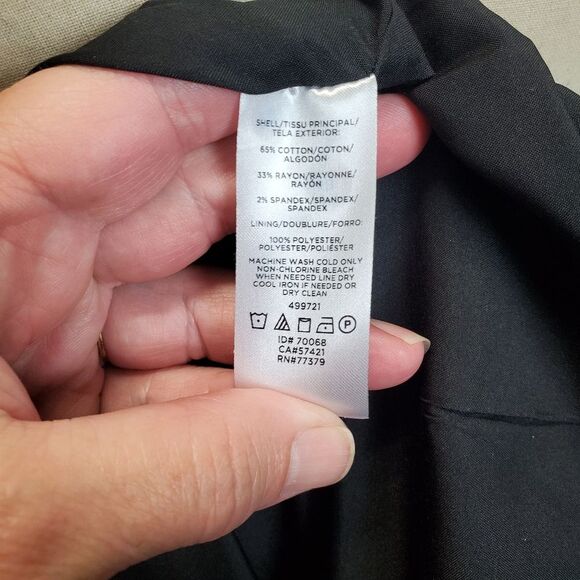 SHELL/TISSU PRINCIPAL/
TELA EXTERIOR:
65% COTTON/COTON/
ALGODÓN
33% RAYON/RAYONNE/
RAYÓN
2% SPANDEX/SPANDEX/
SPANDEX
LINING/DOUBLURE/FORRO:
100% POLYESTER/
POLYESTER/POLIÉSTER
MACHINE WASH COLD ONLY
NON-CHLORINE BLEACH
WHEN NEEDED LINE DRY
COOL IRON IF NEEDED OR
DRY CLEAN
499721
P
ID# 70068
CA#57421
RN#77379